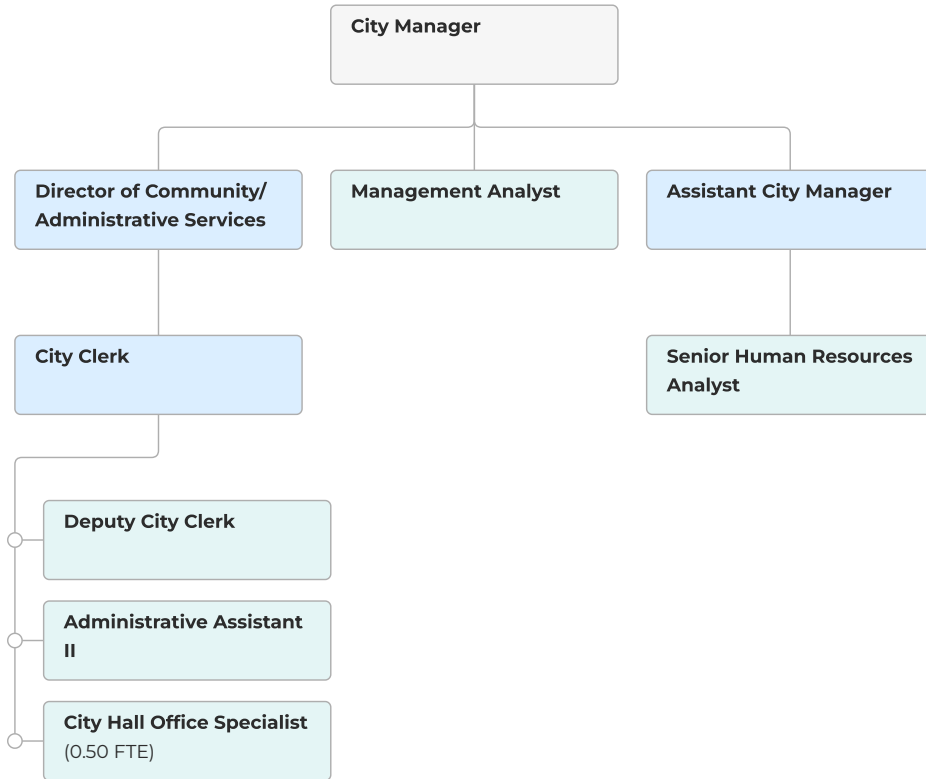 City Manager
Director of Community/
Administrative Services
Management Analyst
Assistant City Manager
City Clerk
Senior Human Resources
Analyst
Deputy City Clerk
Administrative Assistant
II
City Hall Office Specialist
(0.50 FTE)